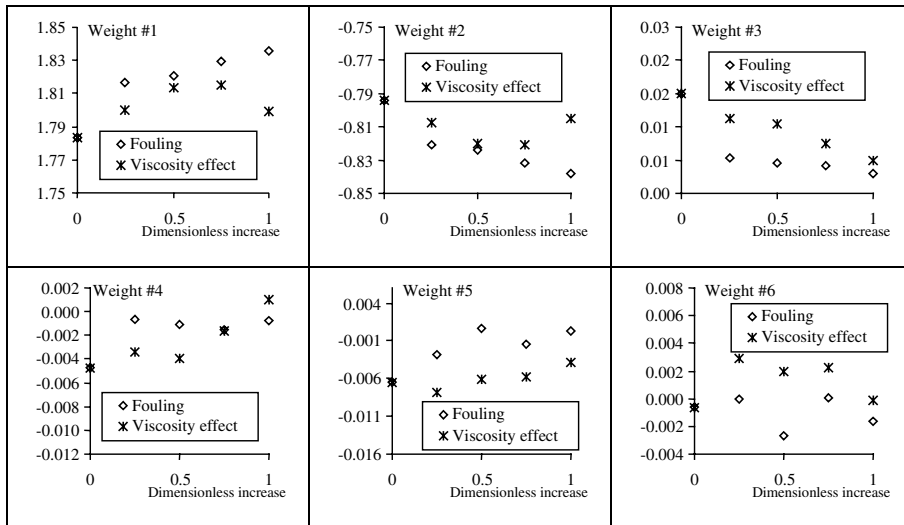 Weight #1
1.85
1.83
1.81
1.79
1.77
1.75
Fouling
Viscosity effect
0
0.5
1
Dimensionless increase
Weight #2
-0.75
-0.77
-0.79
-0.81
-0.83
-0.85
Fouling
Viscosity effect
0
0.5
1
Dimensionless increase
Weight #3
0.03
0.02
0.02
0.01
0.01
0.00
Fouling
Viscosity effect
0
0.5
1
Dimensionless increase
Weight #4
0.002
0.000
-0.002
-0.004
-0.006
-0.008
-0.010
-0.012
Fouling
Viscosity effect
0
0.5
1
Dimensionless increase
Weight #5
0.004
-0.001
-0.006
-0.011
-0.016
Fouling
Viscosity effect
0
0.5
1
Dimensionless increase
Weight #6
0.008
0.006
0.004
0.002
0.000
-0.002
-0.004
Fouling
Viscosity effect
0
0.5
1
Dimensionless increase